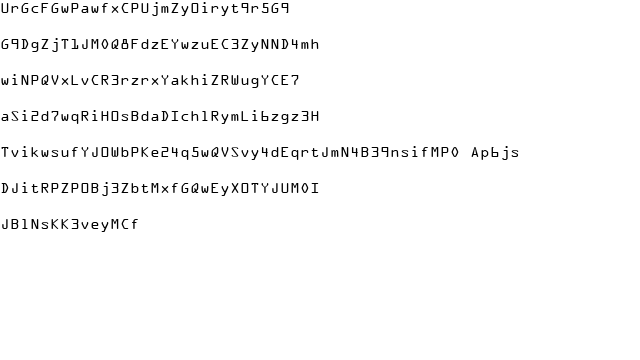 UrGcFGwPawfxCPUjmZyOiryt9r5G9
G9DgZjT1JM0Q8FdzEYwzuEC3ZyNND4mh
wiNPQVxLvCR3rzrxYakhiZRWugYCE7
aSi2d7wqRiHOsBdaDIch1RymLi6zgz3H
TvikwsufYJOWbPKe24q5wQVSvy4dEqrtJmN4B39nsifMP0 Ap6js
DJitRPZPOBj3ZbtMxfGQwEyXOTYJUM0I
JB1NsKK3veyMCf